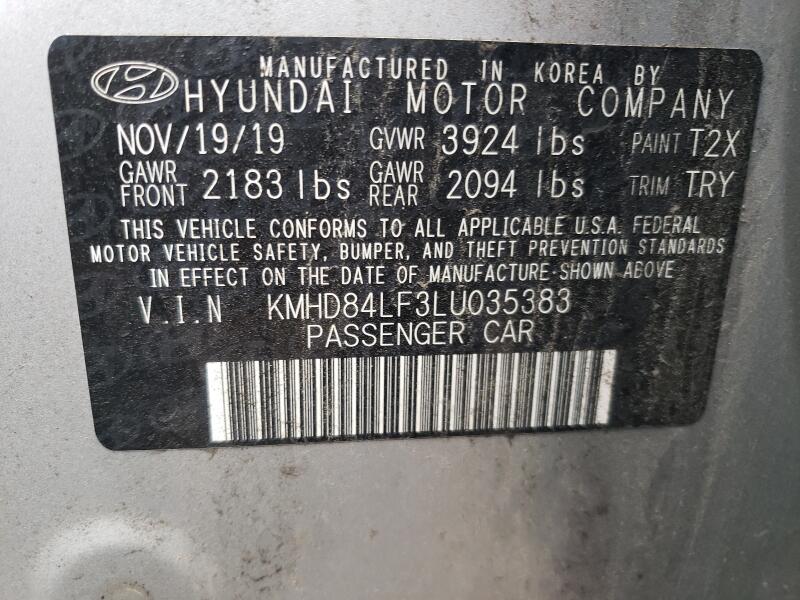 MANUFACTURED IN KOREA BY
HYUNDAI MOTOR COMPANY
NOV/19/19 GVWR 3924 lbs PAINT T2X
GAWR FRONT 2183 lbs GAWR REAR 2094 lbs TRIM TRY
THIS VEHICLE CONFORMS TO ALL APPLICABLE U.S.A. FEDERAL
MOTOR VEHICLE SAFETY, BUMPER, AND THEFT PREVENTION STANDARDS
IN EFFECT ON THE DATE OF MANUFACTURE SHOWN ABOVE.
V.I.N KMHD84LF3LU035383
PASSENGER CAR